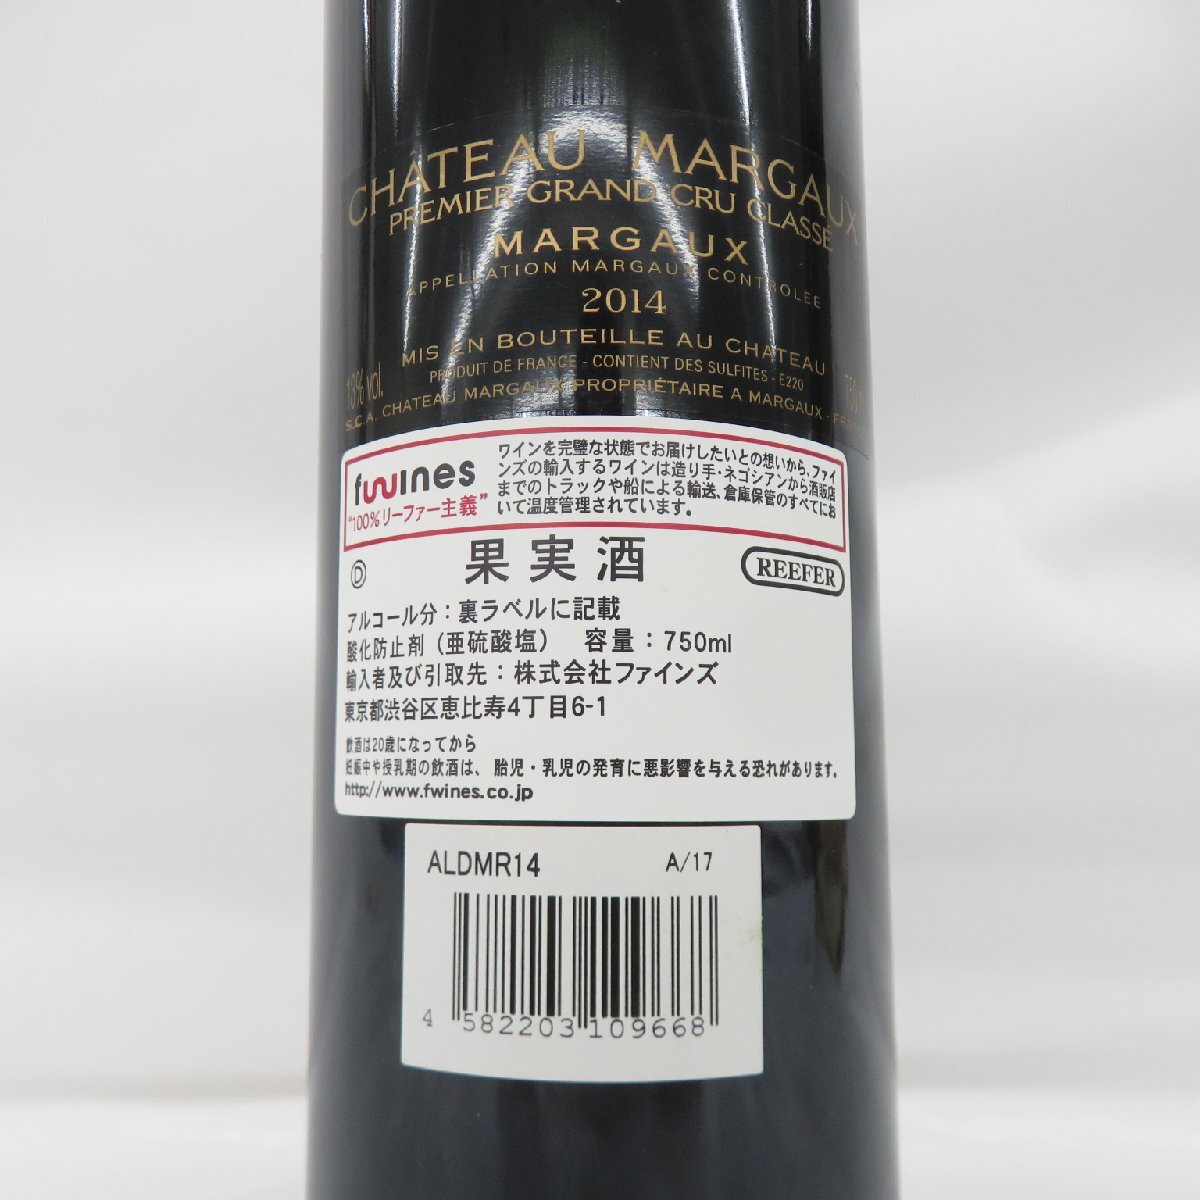 CHÂTEAU MARGAUX
PREMIER GRAND CRU CLASSÉ
MARGAUX
APPELLATION MARGAUX CONTROLÉE
2014
MIS EN BOUTEILLE AU CHÂTEAU
PRODUIT DE FRANCE - CONTIENT DES SULFITES - E220
13% vol.
S.C.A. CHÂTEAU MARGAUX PROPRIÉTAIRE A MARGAUX -
fwines
"100%リーファー主義"
ワインを完璧な状態でお届けしたいとの想いから、ファイ
ンズの輸入するワインは造り手・ネゴシアンから酒販店
までのトラックや船による輸送、倉庫保管のすべてにお
いて温度管理されています。
D
果実酒
REEFER
アルコール分：裏ラベルに記載
酸化防止剤（亜硫酸塩） 容量：750ml
輸入者及び引取先：株式会社ファインズ
東京都渋谷区恵比寿4丁目6-1
飲酒は20歳になってから
妊娠中や授乳期の飲酒は、胎児・乳児の発育に悪影響を与える恐れがあります。
http://www.fwines.co.jp
ALDMR14 A/17
4 582203 109668